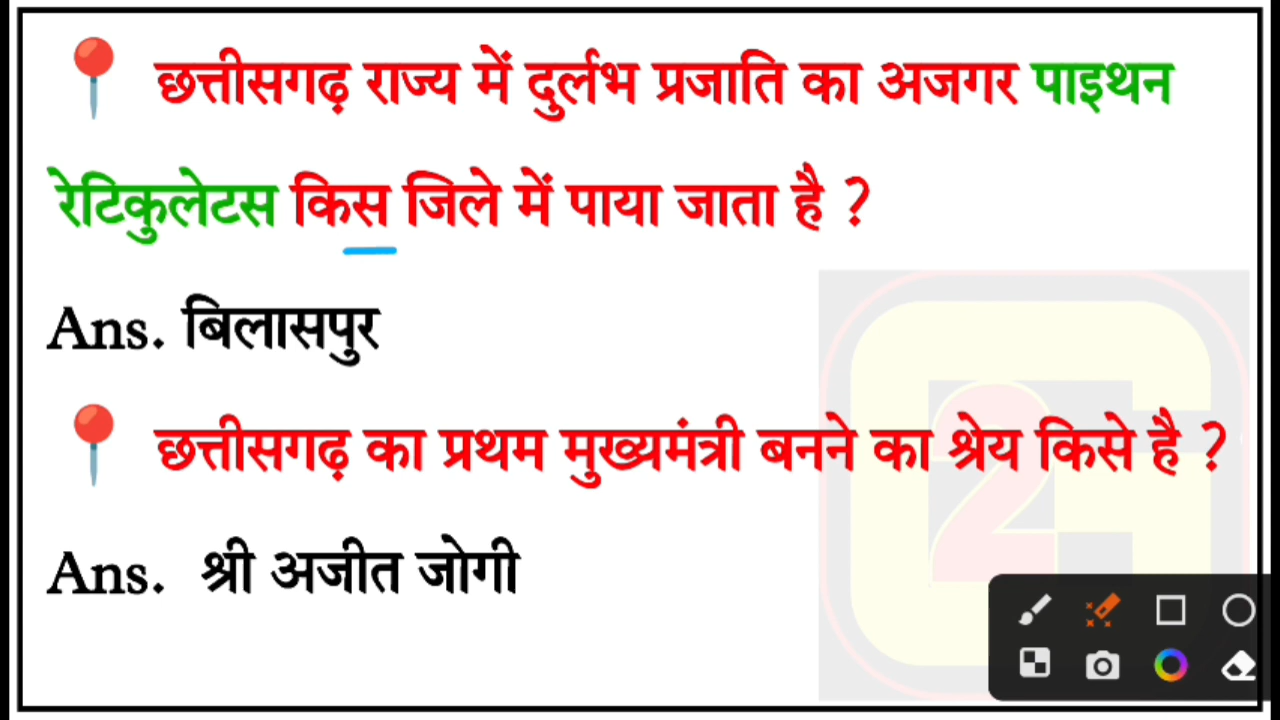 छत्तीसगढ़ राज्य में दुर्लभ प्रजाति का अजगर पाइथन
रेटिकुलेटस किस जिले में पाया जाता है ?
Ans. बिलासपुर
छत्तीसगढ़ का प्रथम मुख्यमंत्री बनने का श्रेय किसे है ?
Ans. श्री अजीत जोगी